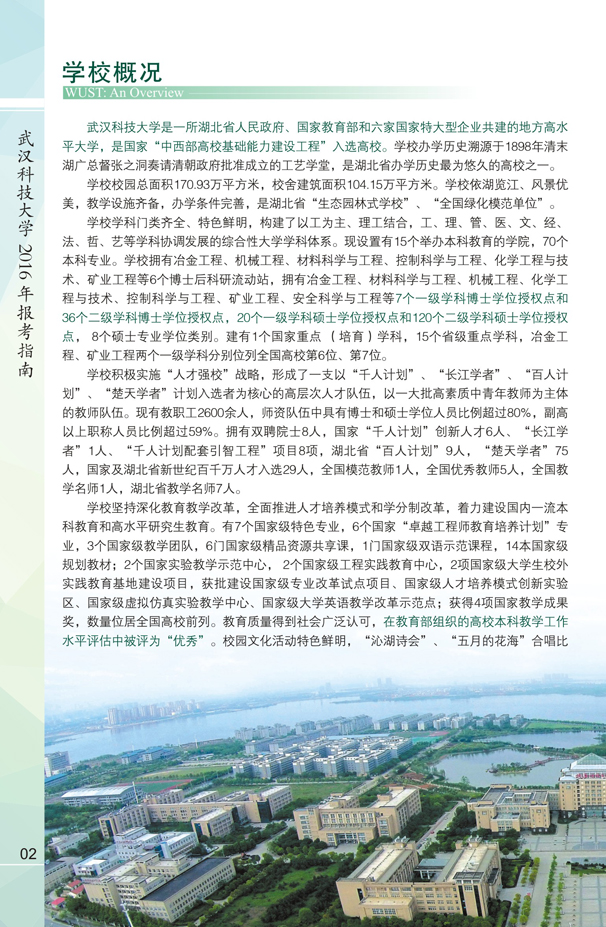 学校概况
WUST: An Overview
武汉科技大学是一所湖北省人民政府、国家教育部和六家国家特大型企业共建的地方高水
平大学，是国家“中西部高校基础能力建设工程”入选高校。学校办学历史溯源于1898年清末
湖广总督张之洞奏请清朝政府批准成立的工艺学堂，是湖北省办学历史最为悠久的高校之一。
学校校园总面积170.93万平方米，校舍建筑面积104.15万平方米。学校依湖览江、风景优
美，教学设施齐备，办学条件完善，是湖北省“生态园林式学校”、“全国绿化模范单位”。
学校学科门类齐全、特色鲜明，构建了以工为主、理工结合，工、理、管、医、文、经、
法、哲、艺等学科协调发展的综合性大学学科体系。现设置有15个举办本科教育的学院，70个
本科专业。学校拥有冶金工程、机械工程、材料科学与工程、控制科学与工程、化学工程与技
术、矿业工程等6个博士后科研流动站，拥有冶金工程、材料科学与工程、机械工程、化学工
程与技术、控制科学与工程、矿业工程、安全科学与工程等7个一级学科博士学位授权点和
36个二级学科博士学位授权点，20个一级学科硕士学位授权点和120个二级学科硕士学位授权
点， 8个硕士专业学位类别。建有1个国家重点（培育）学科，15个省级重点学科，冶金工
程、矿业工程两个一级学科分别位列全国高校第6位、第7位。
学校积极实施“人才强校”战略，形成了一支以“千人计划”、“长江学者”、“百人计
划”、“楚天学者”计划入选者为核心的高层次人才队伍，以一大批高素质中青年教师为主体
的教师队伍。现有教职工2600余人，师资队伍中具有博士和硕士学位人员比例超过80%，副高
以上职称人员比例超过59%。拥有双聘院士8人，国家“千人计划”创新人才6人、“长江学
者”1人、“千人计划配套引智工程”项目8项，湖北省“百人计划”9人，“楚天学者”75
人，国家及湖北省新世纪百千万人才入选29人，全国模范教师1人，全国优秀教师5人，全国教
学名师1人，湖北省教学名师7人。
学校坚持深化教育教学改革，全面推进人才培养模式和学分制改革，着力建设国内一流本
科教育和高水平研究生教育。有7个国家级特色专业，6个国家“卓越工程师教育培养计划”专
业，3个国家级教学团队，6门国家级精品资源共享课，1门国家级双语示范课程，14本国家级
规划教材；2个国家实验教学示范中心， 2个国家级工程实践教育中心，2项国家级大学生校外
实践教育基地建设项目，获批建设国家级专业改革试点项目、国家级人才培养模式创新实验
区、国家级虚拟仿真实验教学中心、国家级大学英语教学改革示范点；获得4项国家教学成果
奖，数量位居全国高校前列。教育质量得到社会广泛认可，在教育部组织的高校本科教学工作
水平评估中被评为“优秀”。校园文化活动特色鲜明，“沁湖诗会”、“五月的花海”合唱比
武汉科技大学 2016 年报考指南
02